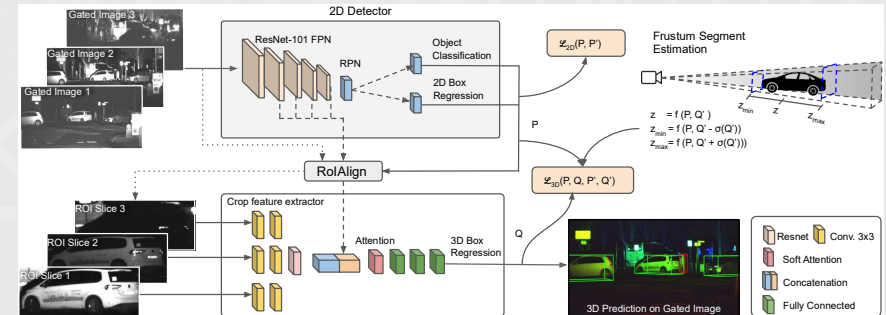 2D Detector
Gated Image 3
Gated Image 2
Gated Image 1
ResNet-101 FPN
RPN
Object
Classification
2D Box
Regression
ℒ2D(P, P')
Frustum Segment
Estimation
zmin
z
zmax
z = f (P, Q' )
zmin = f (P, Q' - σ(Q'))
zmax= f (P, Q' + σ(Q')))
P
RoIAlign
ℒ3D(P, Q, P', Q')
ROI Slice 3
ROI Slice 2
ROI Slice 1
Crop feature extractor
Attention
3D Box
Regression
Q
3D Prediction on Gated Image
Resnet
Conv. 3x3
Soft Attention
Concatenation
Fully Connected